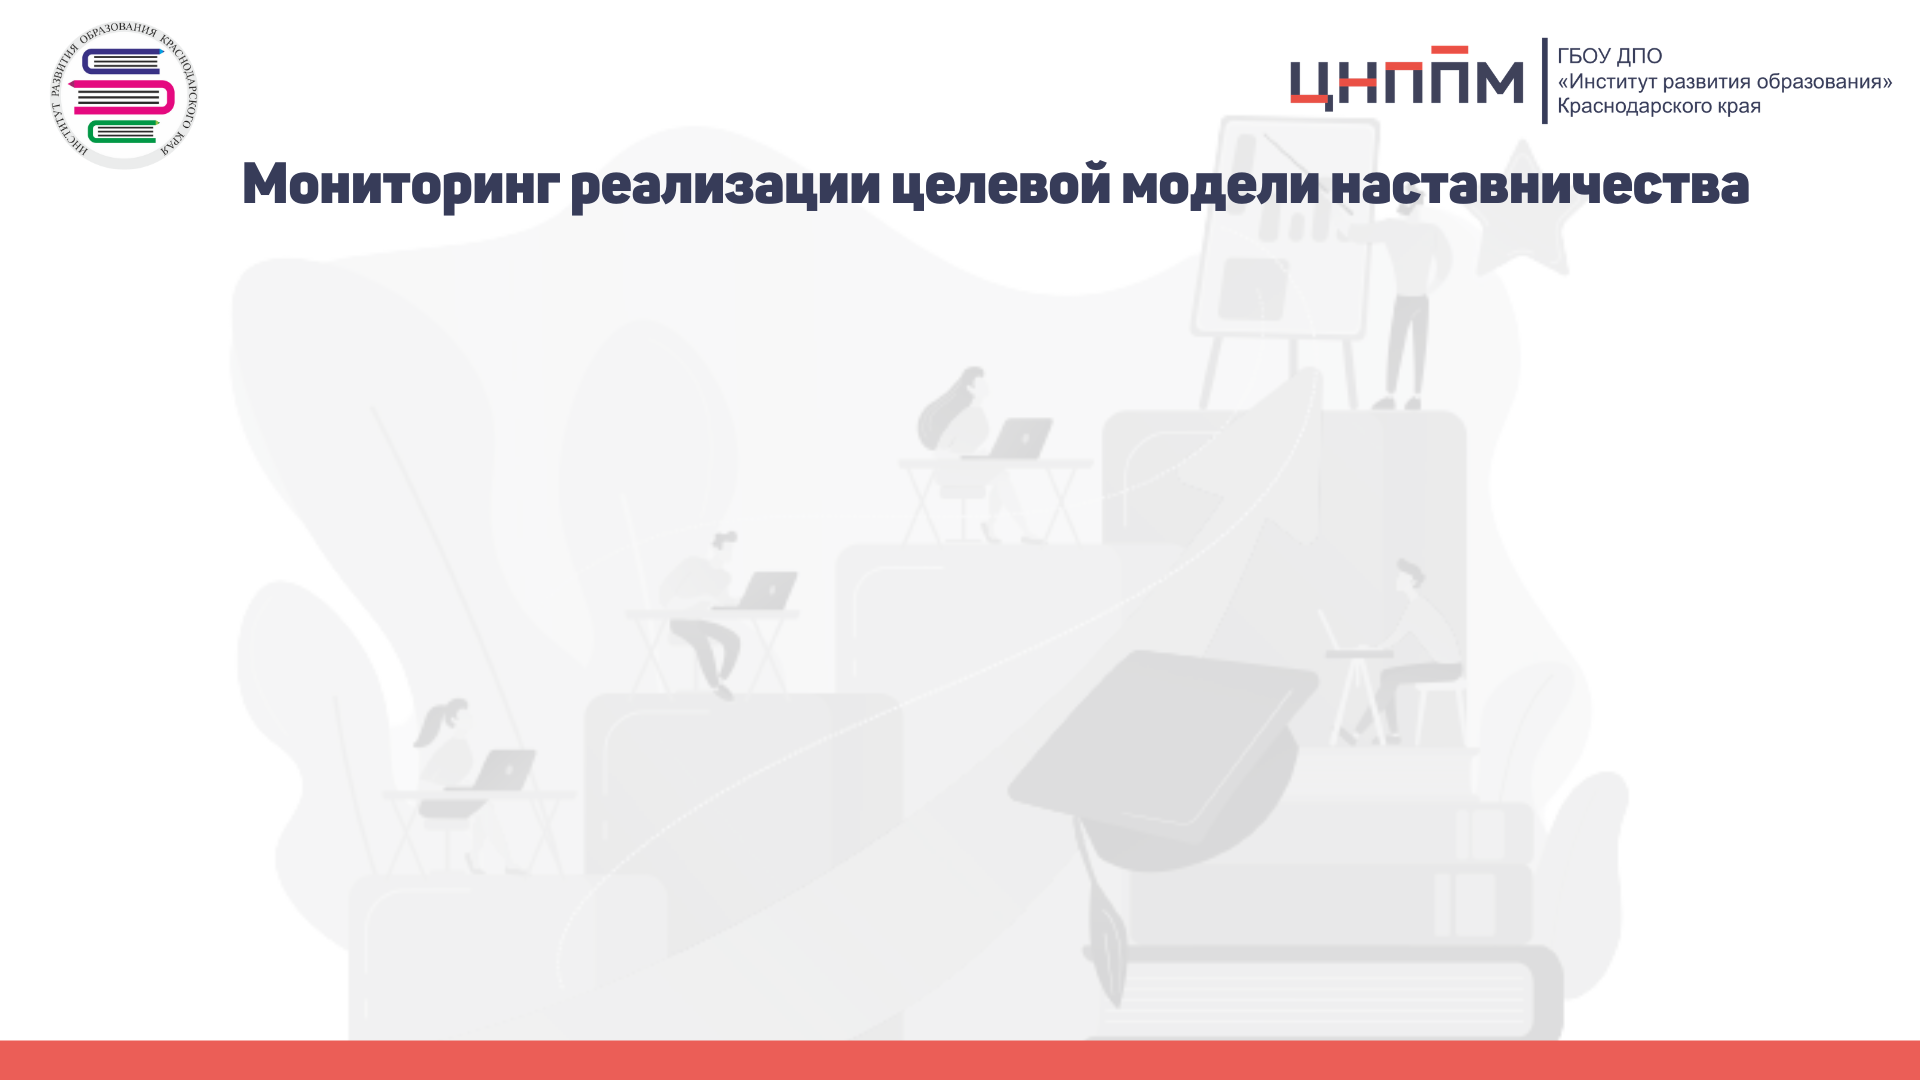 ИНСТИТУТ РАЗВИТИЯ ОБРАЗОВАНИЯ КРАСНОДАРСКОГО КРАЯ
ЦНППМ
ГБОУ ДПО
«Институт развития образования»
Краснодарского края
Мониторинг реализации целевой модели наставничества